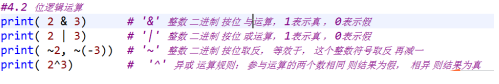 #4.2 位逻辑运算
print( 2 & 3) # '&' 整数 二进制 按位 与运算，1表示真 ，0表示假
print( 2 | 3) # '|' 整数 二进制 按位 或运算，1表示真 ，0表示假
print( ~2, ~(-3)) # '~' 整数 二进制 按位取反， 等效于， 这个整数符号取反 再减一
print( 2^3) # '^' 异或 运算规则； 参与运算的两个数相同 则结果为假， 相异 则结果为真